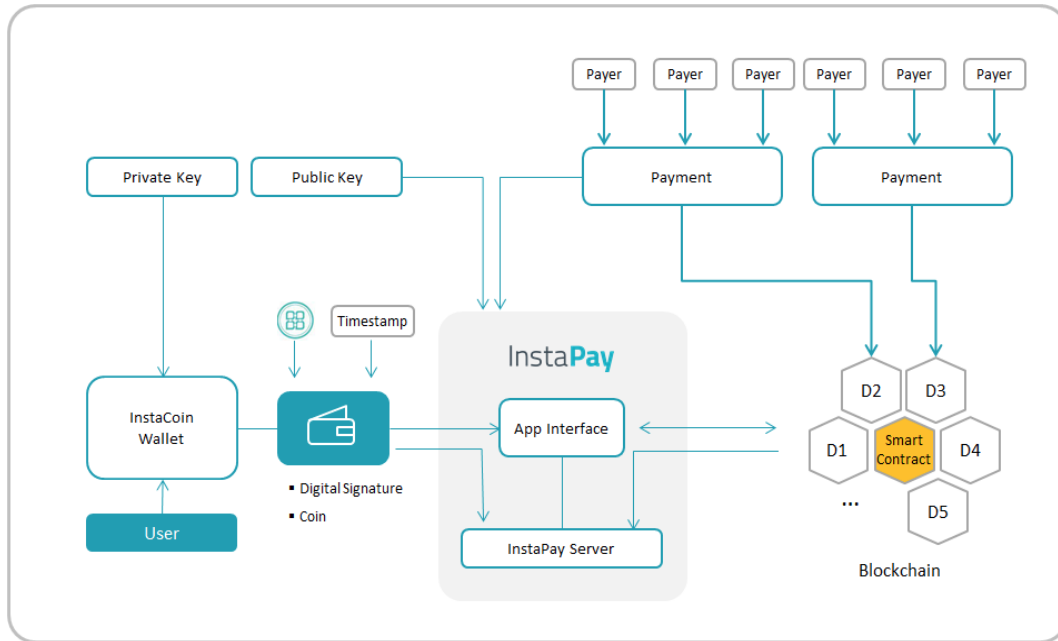 Payer
Payer
Payer
Payer
Payer
Payer
Private Key
Public Key
Payment
Payment
Timestamp
InstaPay
InstaCoin
Wallet
App Interface
D2
D3
D1
Smart
Contract
D4
▪ Digital Signature
▪ Coin
...
D5
User
InstaPay Server
Blockchain